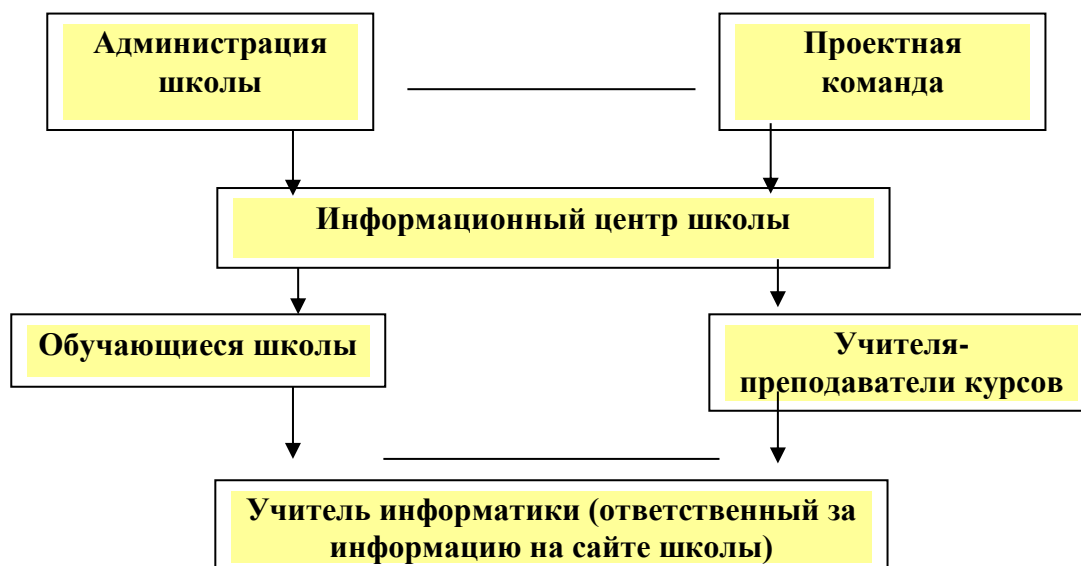 Администрация
школы
Проектная
команда
Информационный центр школы
Обучающиеся школы
Учителя-
преподаватели курсов
Учитель информатики (ответственный за
информацию на сайте школы)